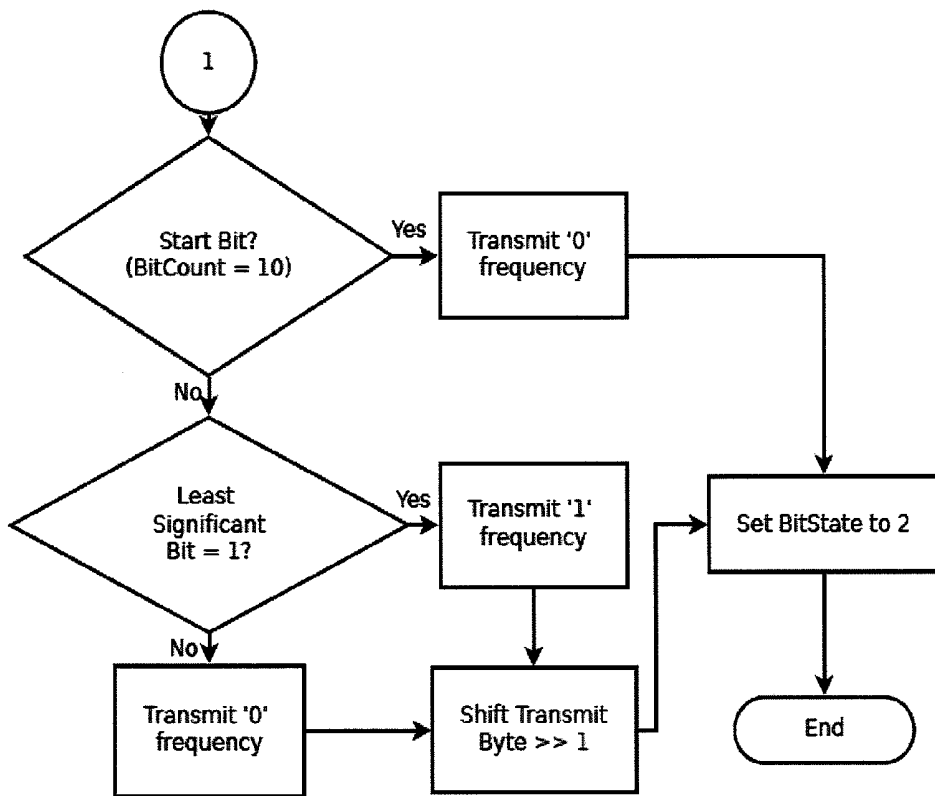 1
Start Bit?
(BitCount = 10)
Yes
Transmit '0'
frequency
No
Least
Significant
Bit = 1?
Yes
Transmit '1'
frequency
Set BitState to 2
No
Transmit '0'
frequency
Shift Transmit
Byte >> 1
End